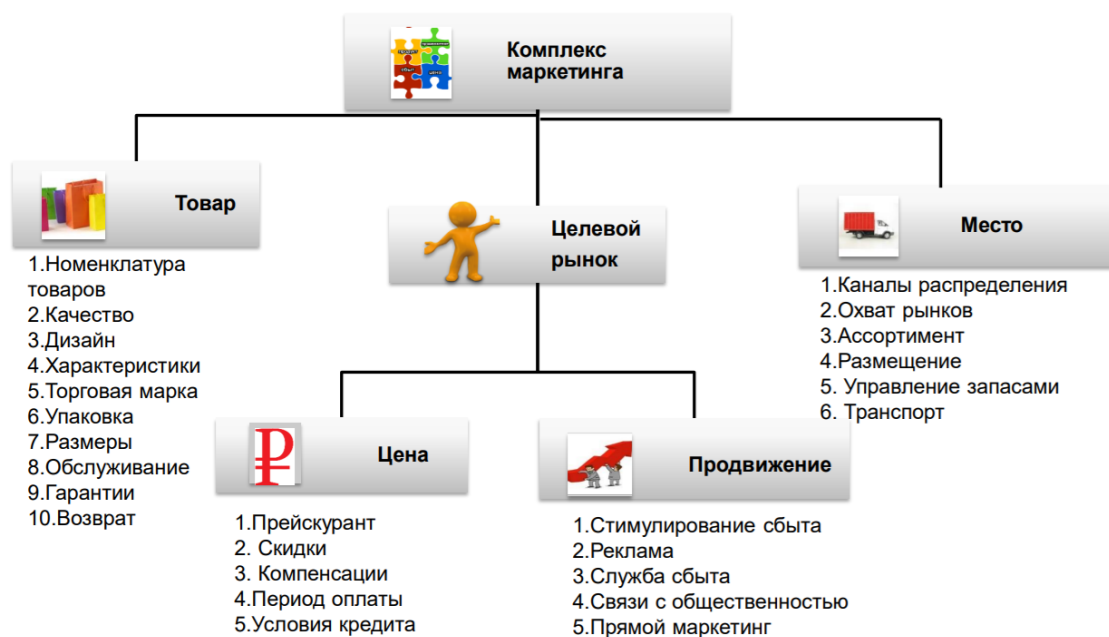 Комплекс
маркетинга
Товар
1.Номенклатура
товаров
2.Качество
3.Дизайн
4.Характеристики
5.Торговая марка
6.Упаковка
7.Размеры
8.Обслуживание
9.Гарантии
10.Возврат
Целевой
рынок
Место
1.Каналы распределения
2.Охват рынков
3.Ассортимент
4.Размещение
5. Управление запасами
6. Транспорт
Цена
1.Прейскурант
2. Скидки
3. Компенсации
4.Период оплаты
5.Условия кредита
Продвижение
1.Стимулирование сбыта
2.Реклама
3.Служба сбыта
4.Связи с общественностью
5.Прямой маркетинг